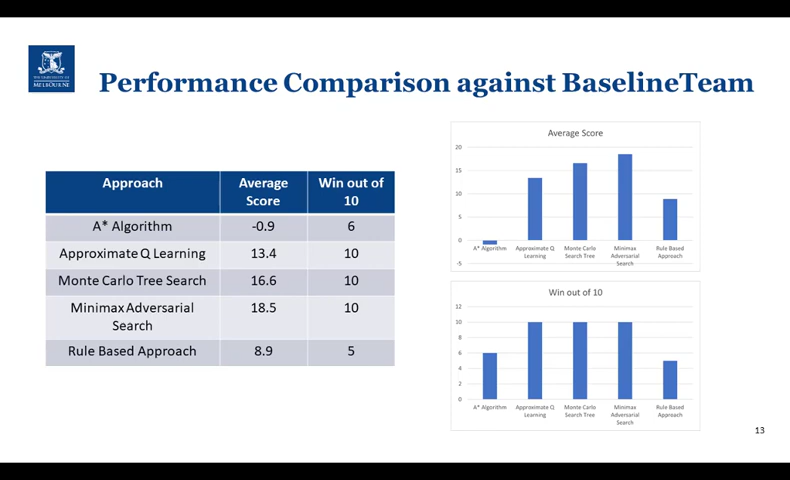 THE UNIVERSITY OF
MELBOURNE
Performance Comparison against BaselineTeam
Approach Average Score Win out of 10
A* Algorithm -0.9 6
Approximate Q Learning 13.4 10
Monte Carlo Tree Search 16.6 10
Minimax Adversarial Search 18.5 10
Rule Based Approach 8.9 5
Average Score
20
15
10
5
0
-5
A* Algorithm
Approximate Q
Learning
Monte Carlo
Search Tree
Minimax
Adversarial
Search
Rule Based
Approach
Win out of 10
12
10
8
6
4
2
0
A* Algorithm
Approximate Q
Learning
Monte Carlo
Search Tree
Minimax
Adversarial
Search
Rule Based
Approach
13